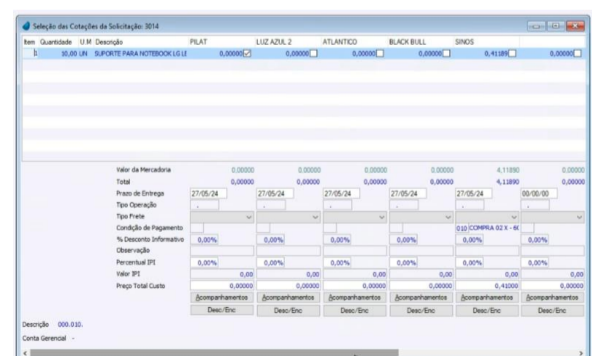 Seleção das Cotações da Solicitação: 3014
Item Quantidade U.M Descrição PILAT LUZ AZUL 2 ATLANTICO BLACK BULL SINOS
1 10,00 UN SUPORTE PARA NOTEBOOK LG LE 0,00000 0,00000 0,00000 0,00000 0,41189 0,00000
Valor da Mercadoria 0,00000 0,00000 0,00000 0,00000 4,11890 0,00000
Total 0,00000 0,00000 0,00000 0,00000 4,11890 0,00000
Prazo de Entrega 27/05/24 27/05/24 27/05/24 27/05/24 27/05/24 00/00/00
Tipo Operação . . . . . .
Tipo Frete
Condição de Pagamento 010 COMPRA 02 X - 60
% Desconto Informativo 0,00% 0,00% 0,00% 0,00% 0,00% 0,00%
Observação
Percentual IPI 0,00% 0,00% 0,00% 0,00% 0,00% 0,00%
Valor IPI 0,00 0,00 0,00 0,00 0,00 0,00
Preço Total Custo 0,00000 0,00000 0,00000 0,00000 0,41000 0,00000
Acompanhamentos Acompanhamentos Acompanhamentos Acompanhamentos Acompanhamentos Acompanhamentos
Desc/Enc Desc/Enc Desc/Enc Desc/Enc Desc/Enc Desc/Enc
Descrição 000.010.
Conta Gerencial -